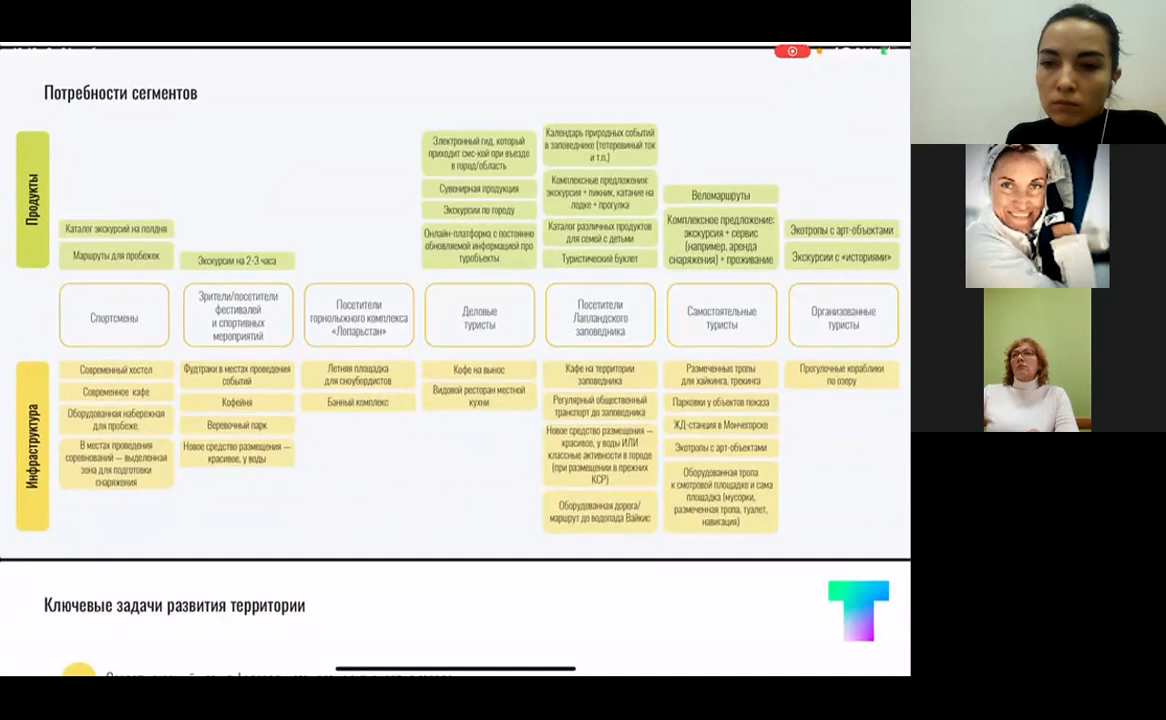 Потребности сегментов
Продукты
Каталог экскурсий на полдня
Маршруты для пробежек
Экскурсии на 2-3 часа
Электронный гид, который
приходит смс-кой при въезде
в город/область
Сувенирная продукция
Экскурсии по городу
Онлайн-платформа с постоянно
обновляемой информацией про
туробъекты
Календарь природных событий
в заповеднике (тетеревиный ток
и т.п.)
Комплексные предложения:
экскурсия + пикник, катание на
лодке + прогулка
Каталог различных продуктов
для семей с детьми
Туристический буклет
Веломаршруты
Комплексное предложение:
экскурсия + сервис
(например, аренда
снаряжения) + проживание
Экотропы с арт-объектами
Экскурсии с «историями»
Спортсмены
Зрители/посетители
фестивалей
и спортивных
мероприятий
Посетители
горнолыжного комплекса
«Лопарьстан»
Деловые
туристы
Посетители
Лапландского
заповедника
Самостоятельные
туристы
Организованные
туристы
Инфраструктура
Современный хостел
Современное кафе
Оборудованная набережная
для пробеже.
В местах проведения
соревнований — выделенная
зона для подготовки
снаряжения
Фудтраки в местах проведения
событий
Кофейня
Веревочный парк
Новое средство размещения —
красивое, у воды
Летняя площадка
для сноубордистов
Банный комплекс
Кофе на вынос
Видовой ресторан местной
кухни
Кафе на территории
заповедника
Регулярный общественный
транспорт до заповедника
Новое средство размещения —
красивое, у воды ИЛИ
классные активности в городе
(при размещении в прежних
КСР)
Оборудованная дорога/
маршрут до водопада Вайкис
Размеченные тропы
для хайкинга, трекинга
Парковки у объектов показа
ЖД-станция в Мончегорске
Экотропы с арт-объектами
Оборудованная тропа
к смотровой площадке и сама
площадка (мусорки,
размеченная тропа, туалет,
навигация)
Прогулочные кораблики
по озеру
Ключевые задачи развития территории